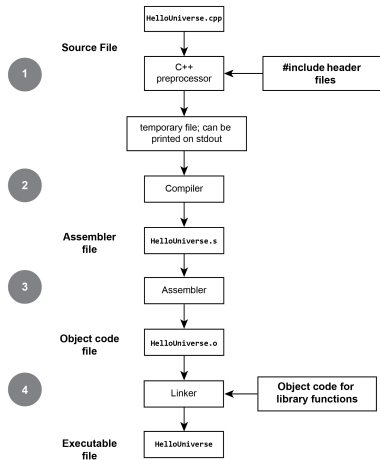 HelloUniverse.cpp
Source File
1
C++
preprocessor
#include header
files
temporary file; can be
printed on stdout
2
Compiler
Assembler
file
HelloUniverse.s
3
Assembler
Object code
file
HelloUniverse.o
4
Linker
Object code for
library functions
Executable
file
HelloUniverse